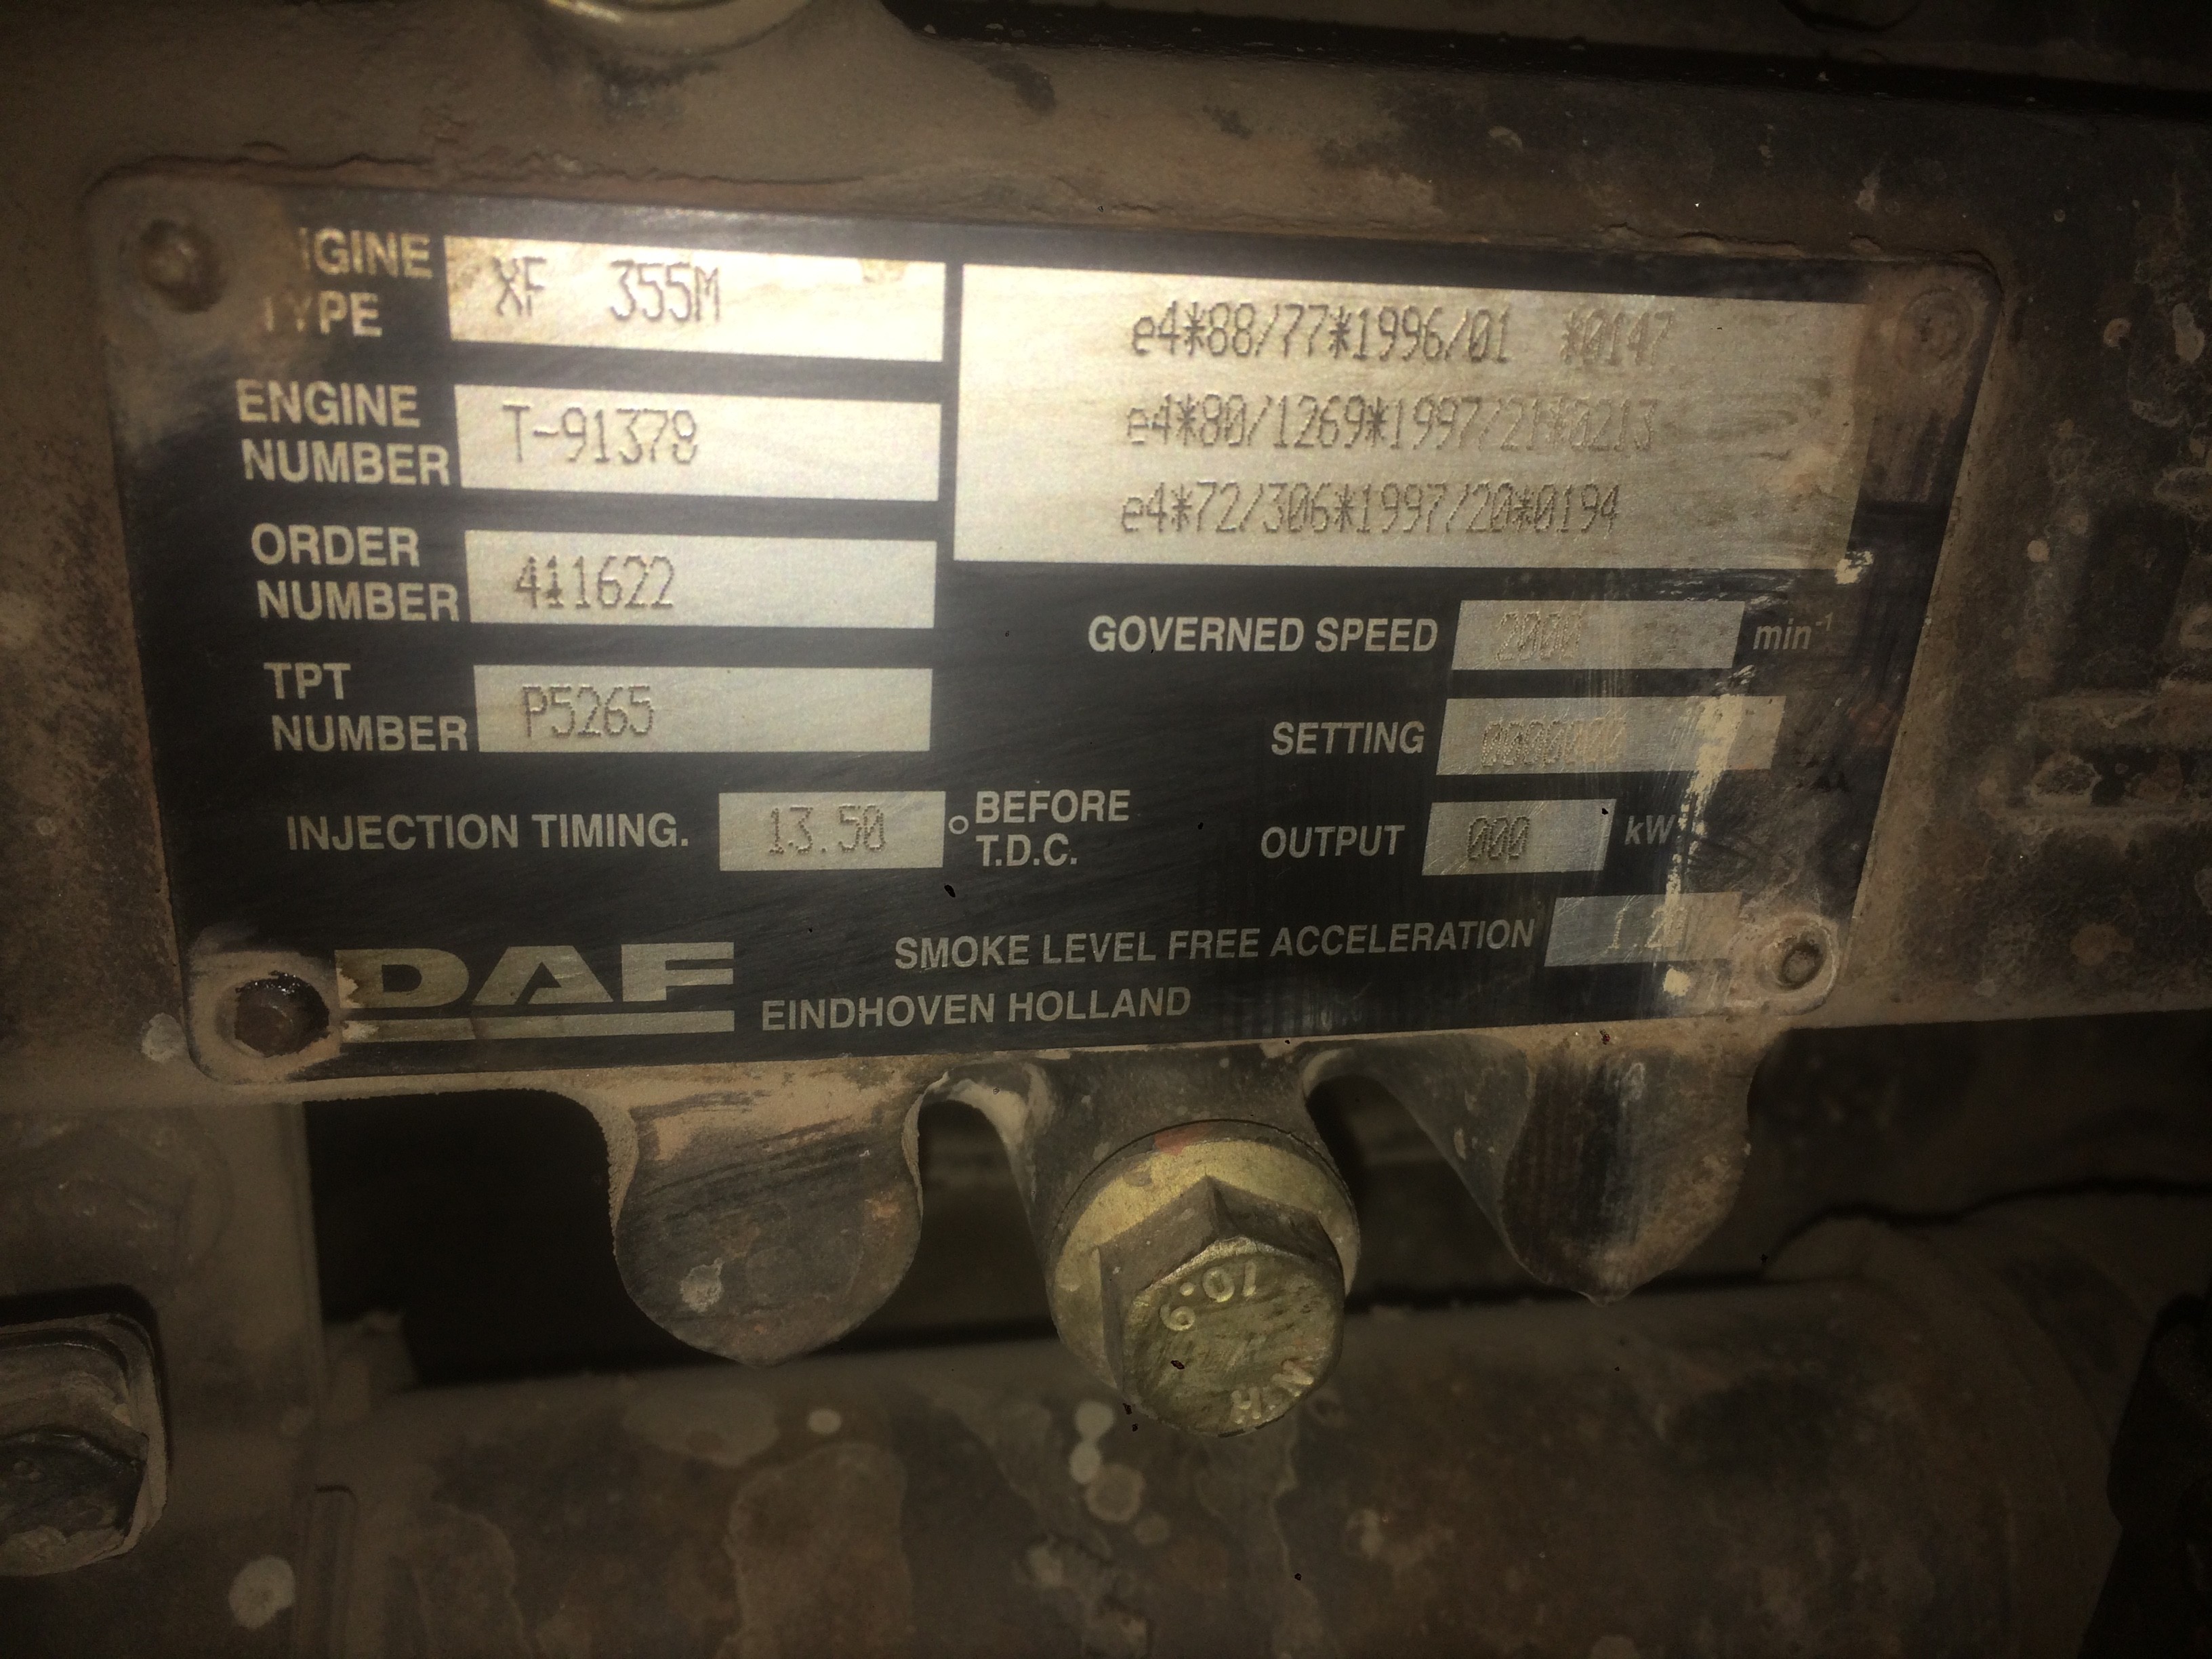 ENGINE TYPE XF 355M
ENGINE NUMBER T-91378
ORDER NUMBER 411622
TPT NUMBER P5265
INJECTION TIMING. 13.50 ° BEFORE T.D.C.
DAF
EINDHOVEN HOLLAND
e4*88/77*1996/01 *0147
e4*80/1269*1997/21*0213
e4*72/306*1997/20*0194
GOVERNED SPEED 2000 min-1
SETTING
OUTPUT 000 kW
SMOKE LEVEL FREE ACCELERATION
10.9